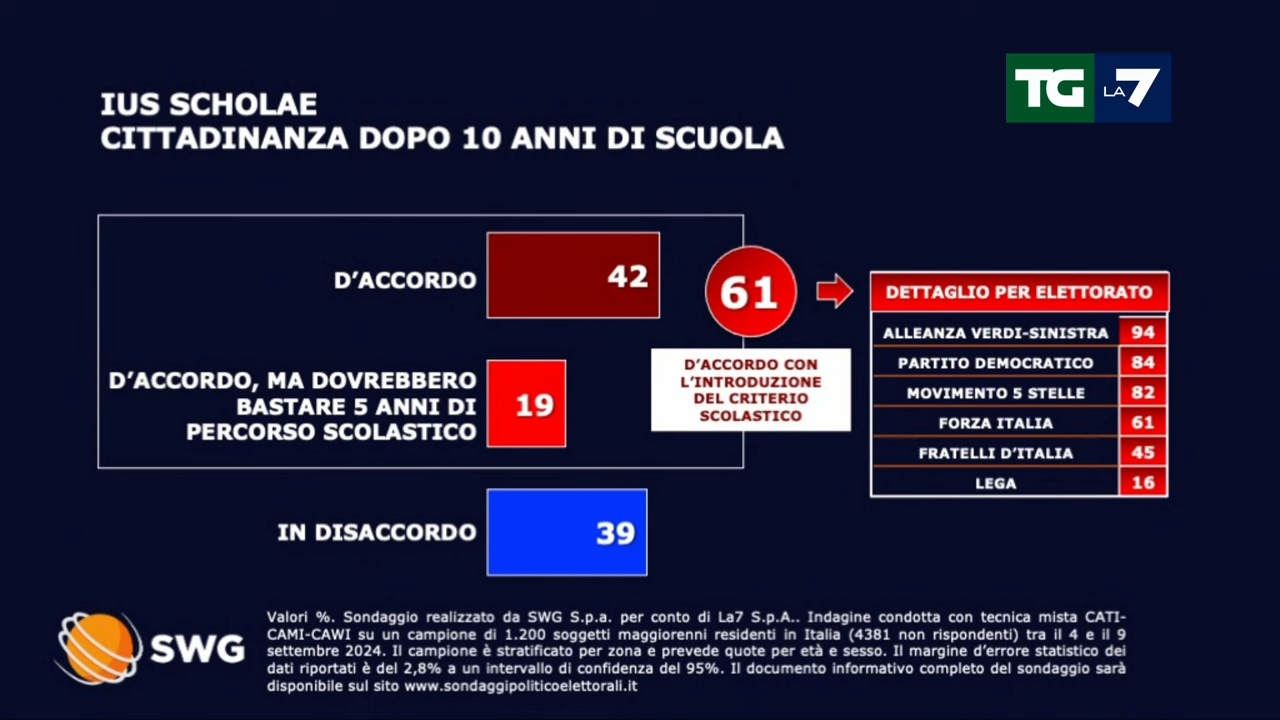 IUS SCHOLAE
CITTADINANZA DOPO 10 ANNI DI SCUOLA
TG LA7
D'ACCORDO
42
D'ACCORDO, MA DOVREBBERO
BASTARE 5 ANNI DI
PERCORSO SCOLASTICO
19
61
D'ACCORDO CON
L'INTRODUZIONE
DEL CRITERIO
SCOLASTICO
DETTAGLIO PER ELETTORATO
ALLEANZA VERDI-SINISTRA 94
PARTITO DEMOCRATICO 84
MOVIMENTO 5 STELLE 82
FORZA ITALIA 61
FRATELLI D'ITALIA 45
LEGA 16
IN DISACCORDO
39
SWG
Valori %. Sondaggio realizzato da SWG S.p.a. per conto di La7 S.p.A.. Indagine condotta con tecnica mista CATI-
CAMI-CAWI su un campione di 1.200 soggetti maggiorenni residenti in Italia (4381 non rispondenti) tra il 4 e il 9
settembre 2024. Il campione è stratificato per zona e prevede quote per età e sesso. Il margine d'errore statistico dei
dati riportati è del 2,8% a un intervallo di confidenza del 95%. Il documento informativo completo del sondaggio sarà
disponibile sul sito www.sondaggipoliticoelettorali.it